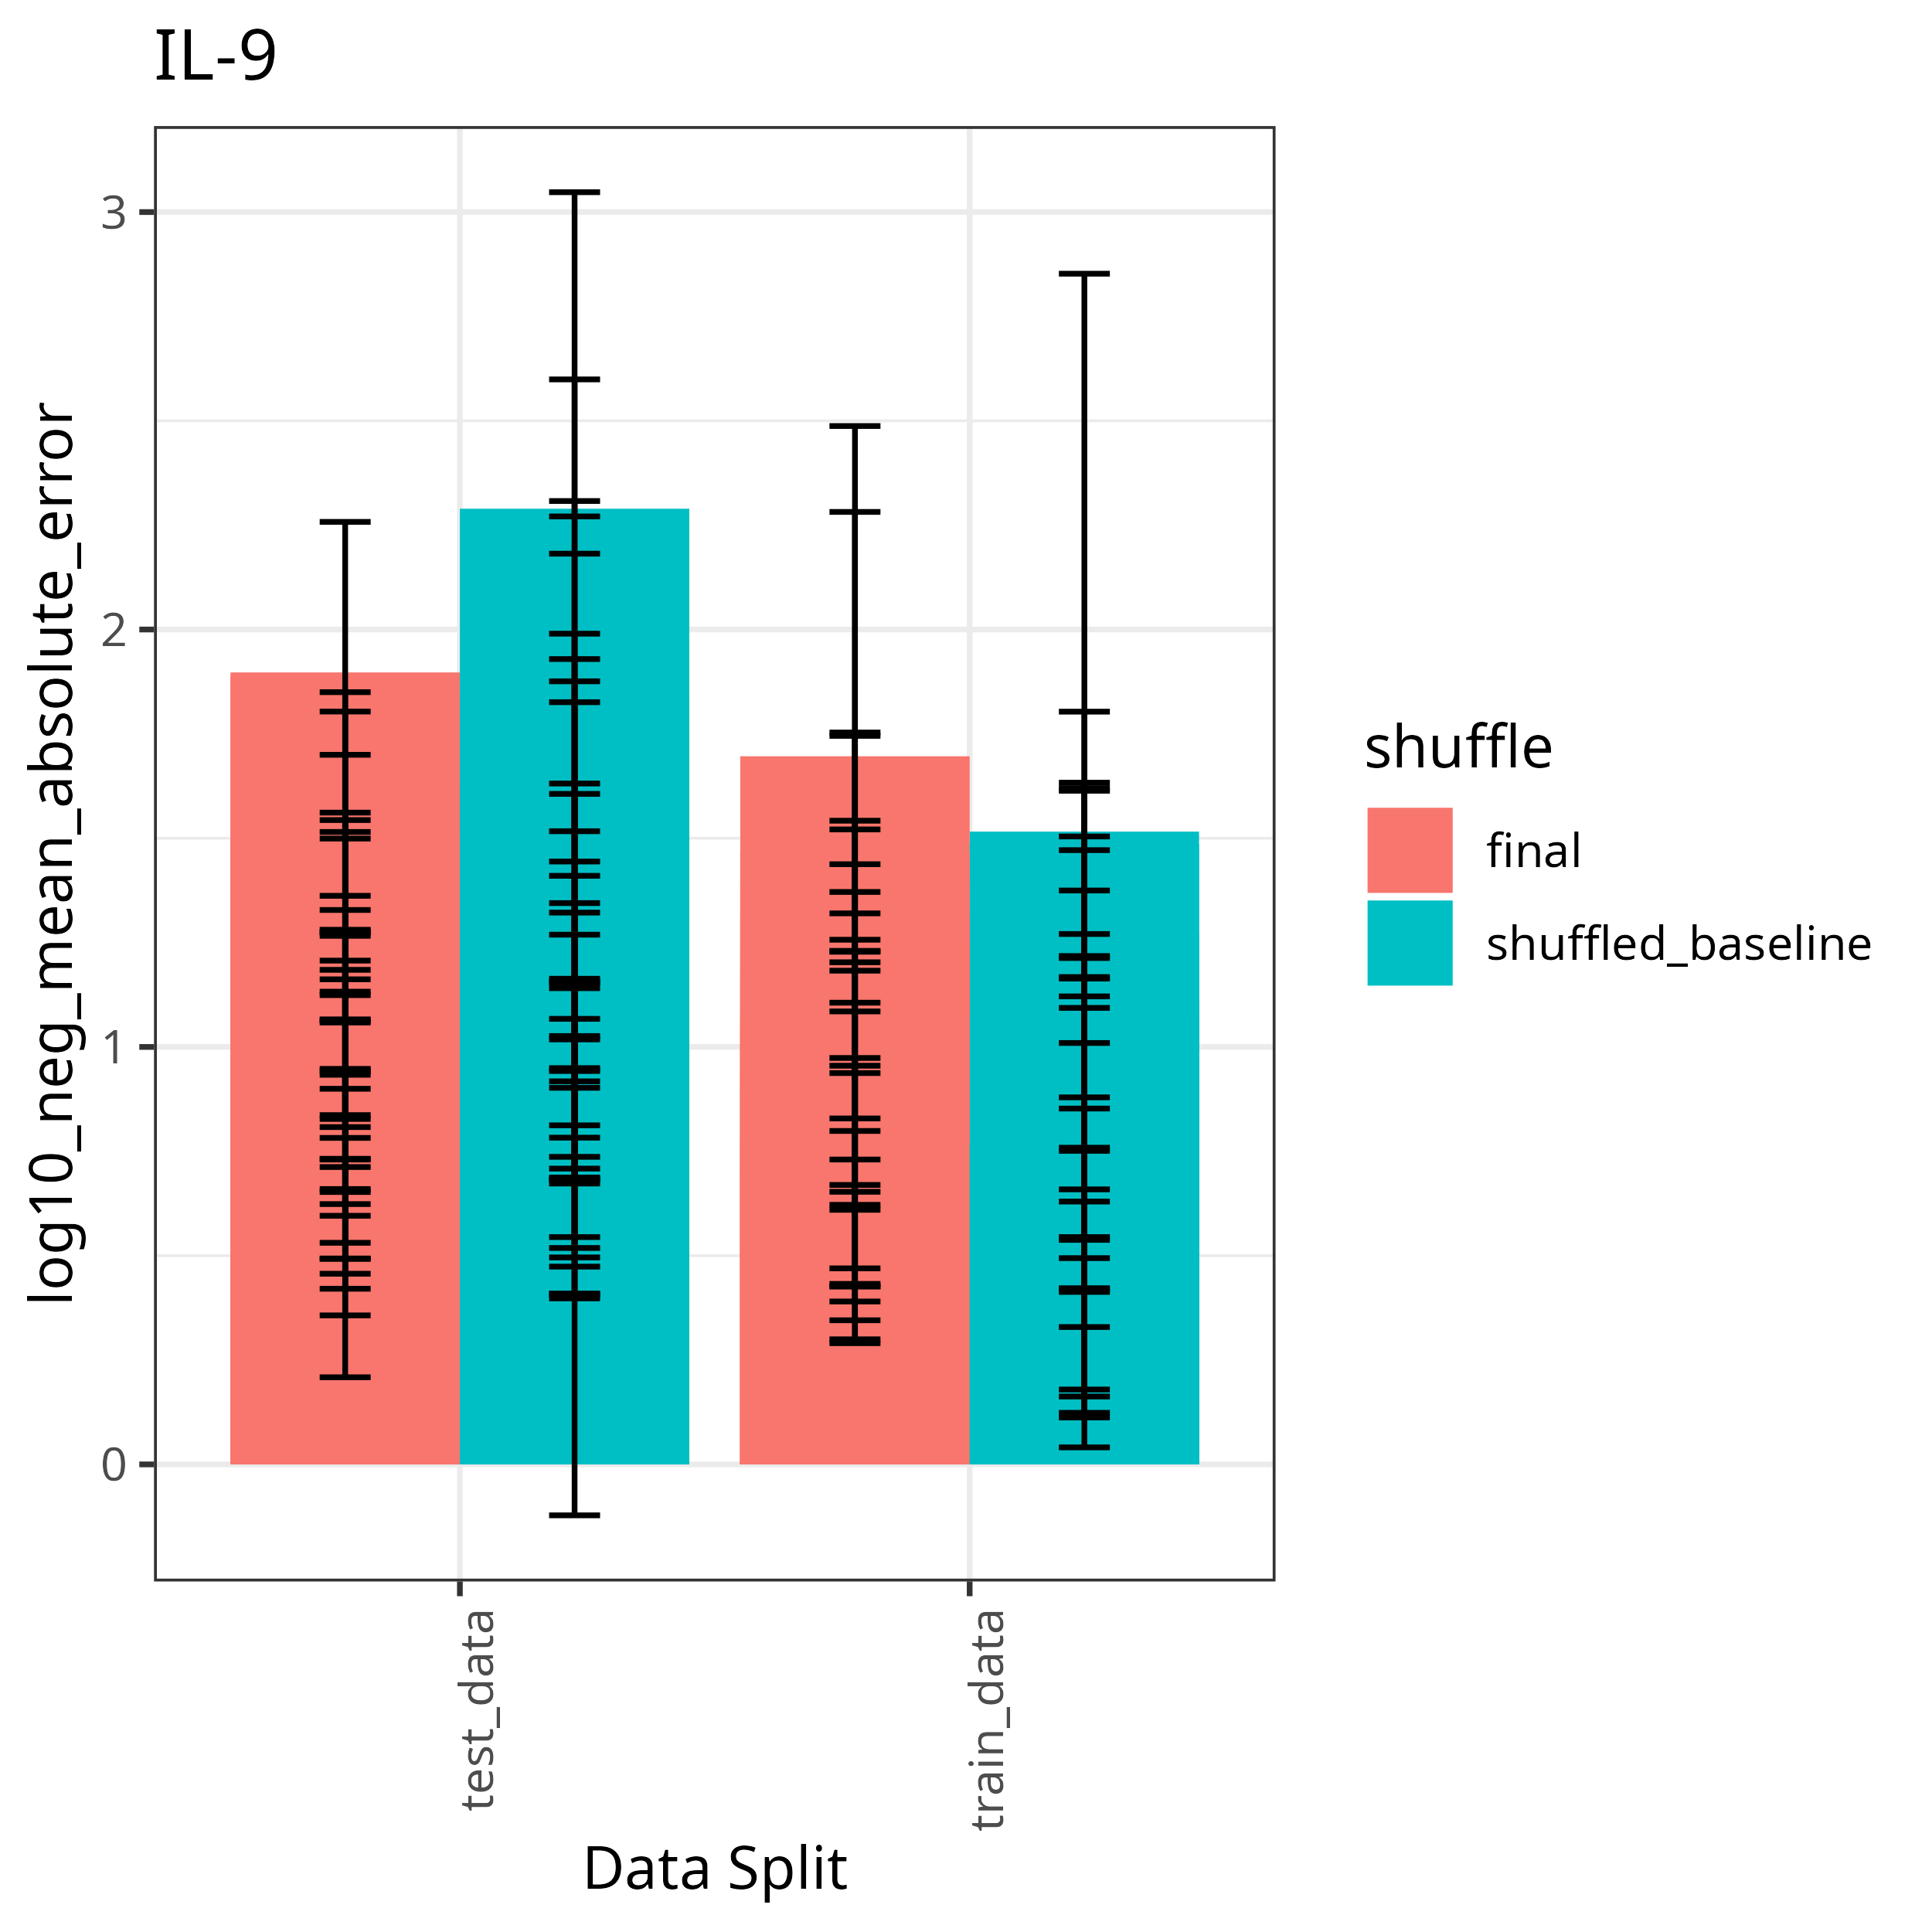 IL-9
log10_neg_mean_absolute_error
3
2
1
0
test_data
train_data
Data Split
shuffle
final
shuffled_baseline